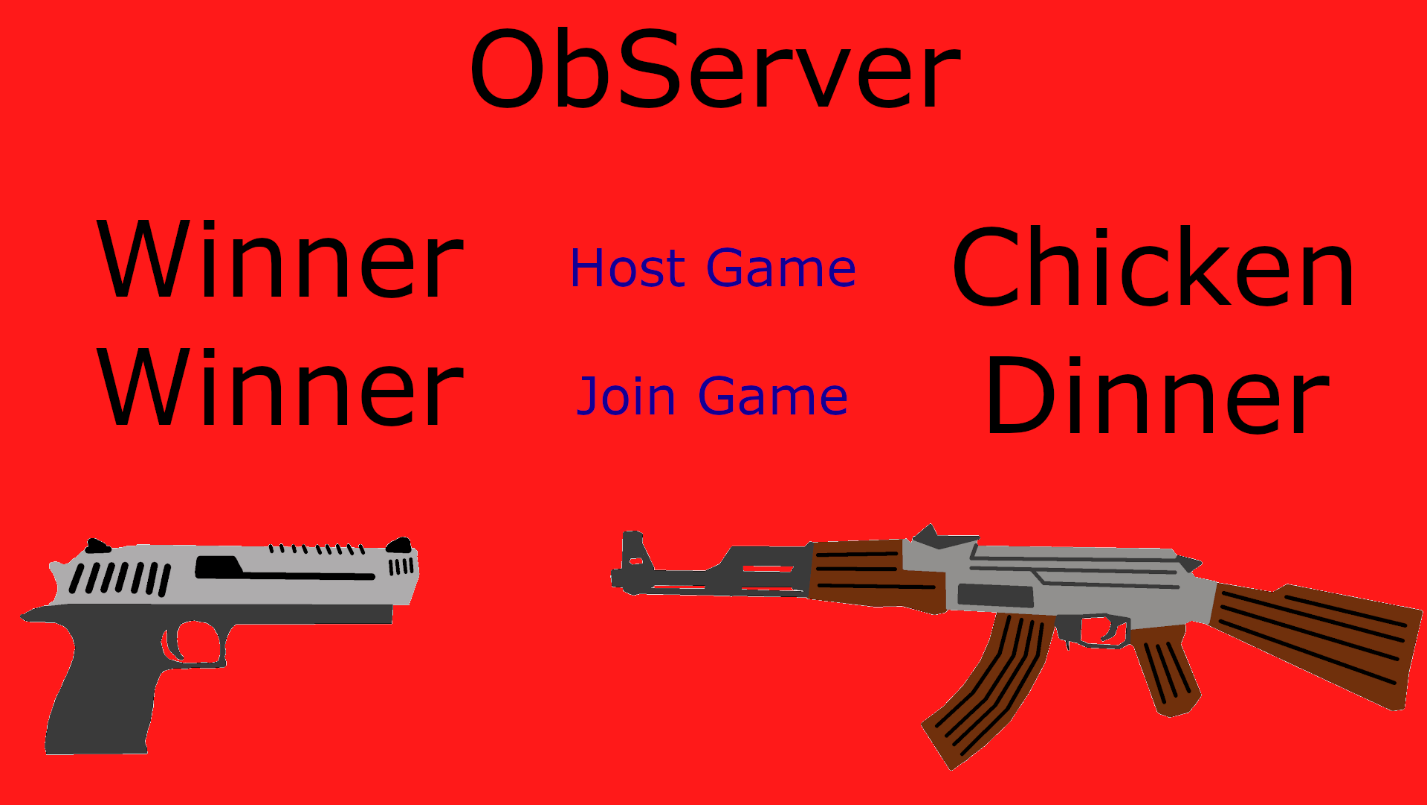 ObServer
Winner
Winner
Host Game
Join Game
Chicken
Dinner